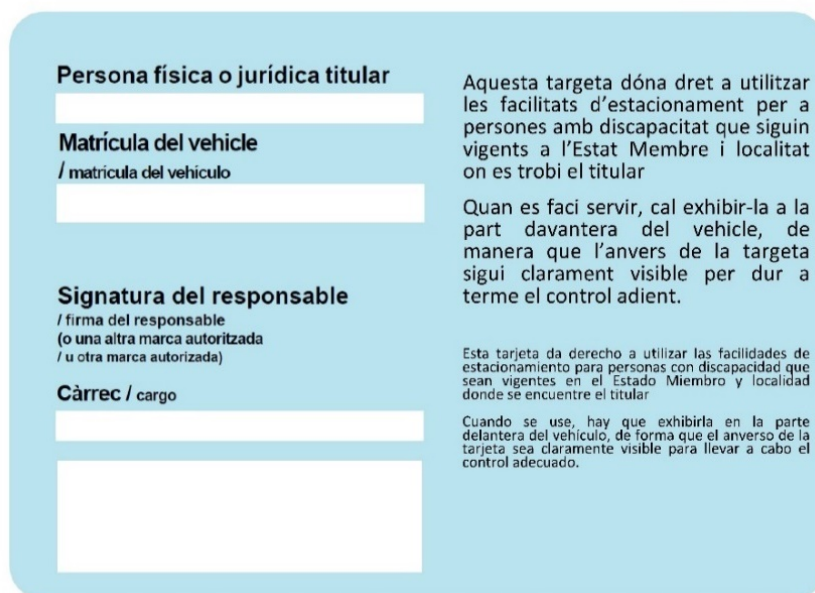 Persona física o jurídica titular
Matrícula del vehicle
/ matricula del vehículo
Signatura del responsable
/ firma del responsable
(o una altra marca autoritzada
/ u otra marca autorizada)
Càrrec / cargo
Aquesta targeta dóna dret a utilitzar
les facilitats d'estacionament per a
persones amb discapacitat que siguin
vigents a l'Estat Membre i localitat
on es trobi el titular
Quan es faci servir, cal exhibir-la a la
part davantera del vehicle, de
manera que l'anvers de la targeta
sigui clarament visible per dur a
terme el control adient.
Esta tarjeta da derecho a utilizar las facilidades de
estacionamiento para personas con discapacidad que
sean vigentes en el Estado Miembro y localidad
donde se encuentre el titular
Cuando se use, hay que exhibirla en la parte
delantera del vehículo, de forma que el anverso de la
tarjeta sea claramente visible para llevar a cabo el
control adecuado.